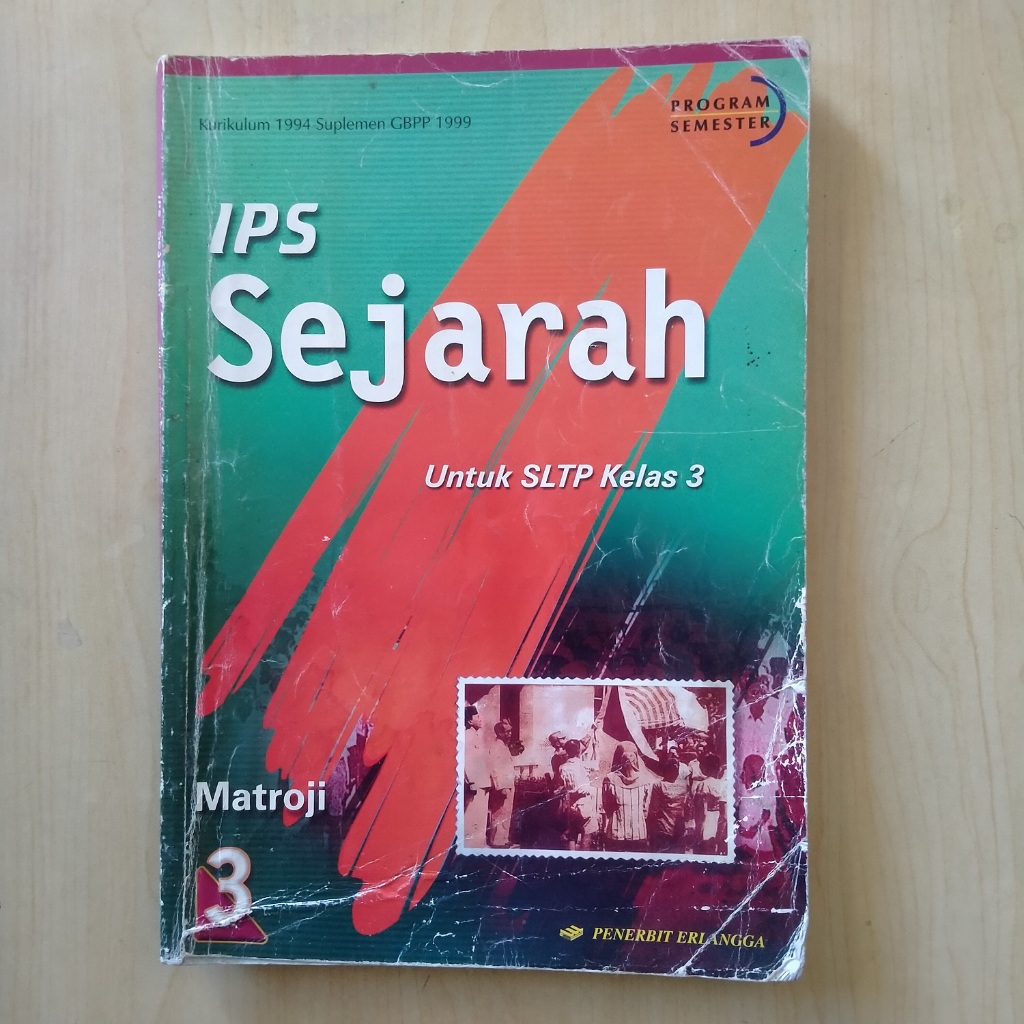 Kurikulum 1994 Suplemen GBPP 1999
PROGRAM
SEMESTER
IPS
Sejarah
Untuk SLTP Kelas 3
Matroji
3
PENERBIT ERLANGGA